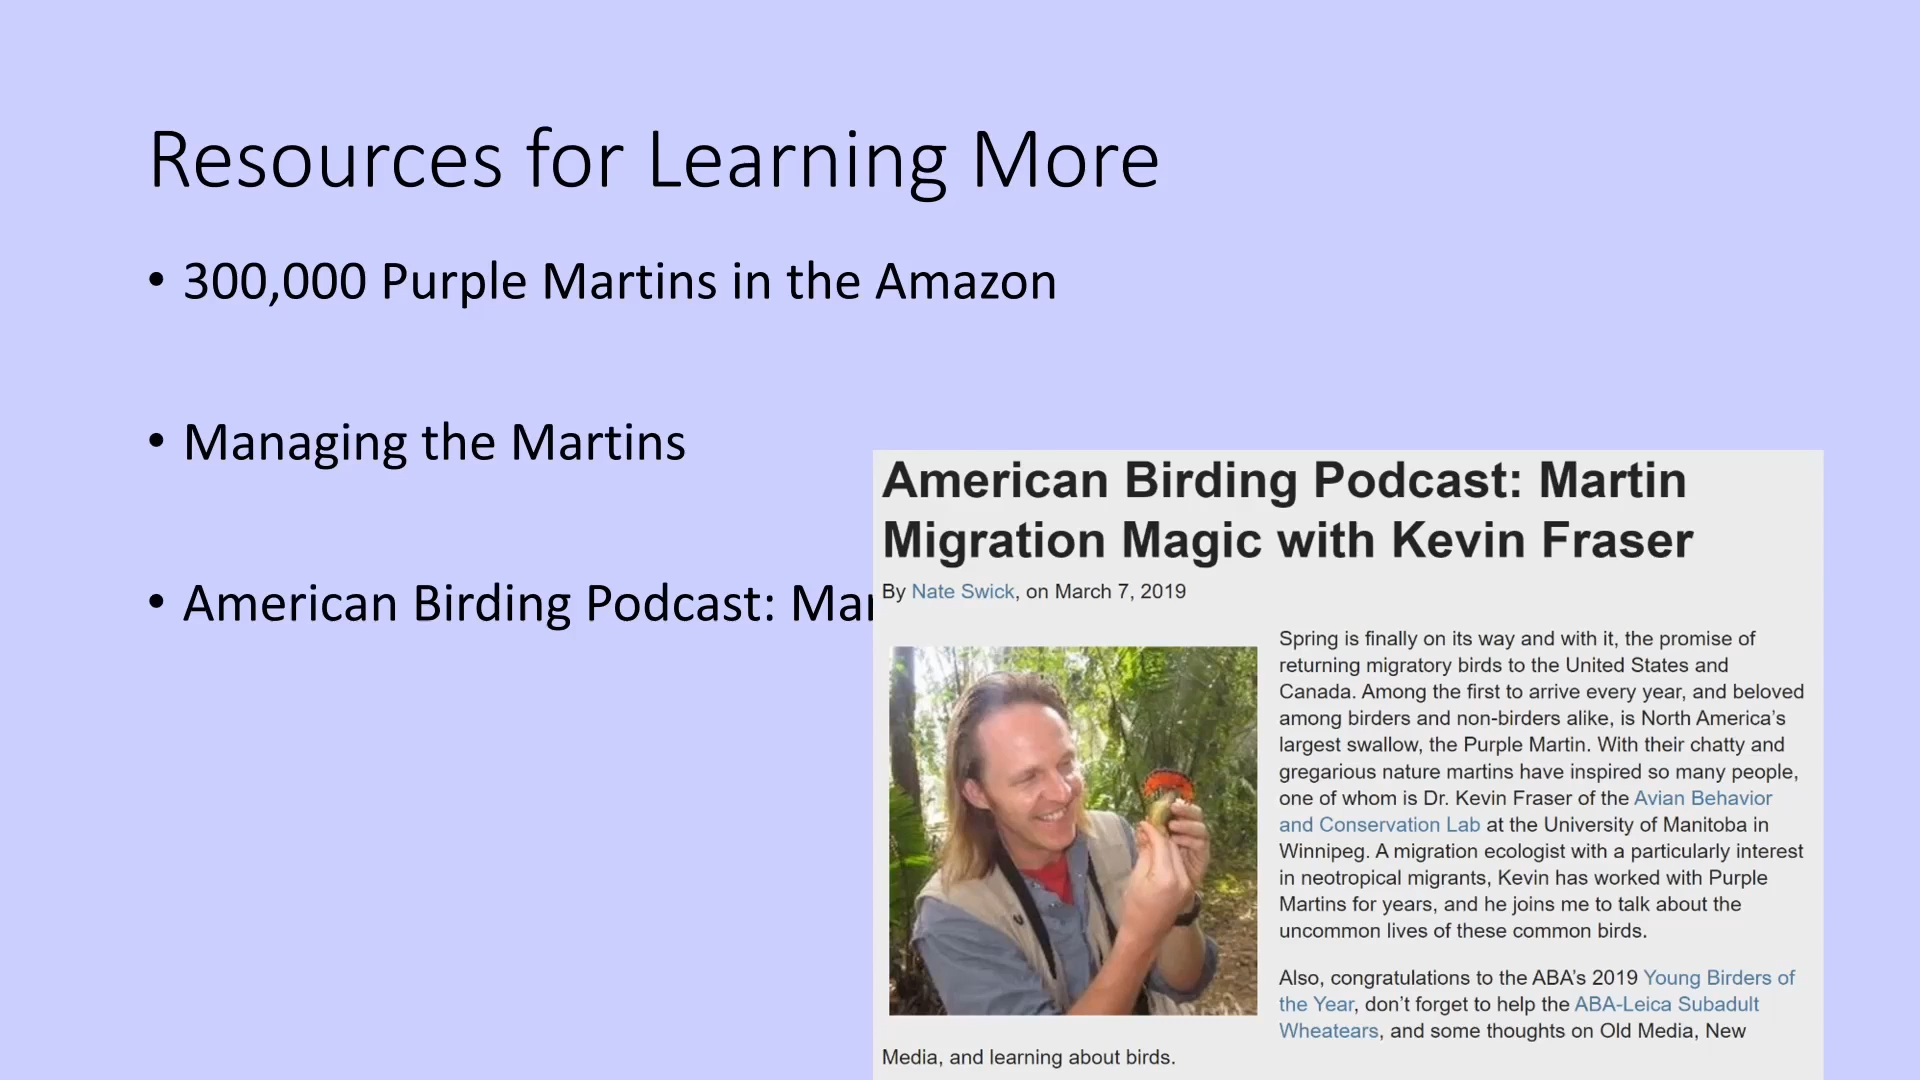 Resources for Learning More
• 300,000 Purple Martins in the Amazon
• Managing the Martins
• American Birding Podcast:
American Birding Podcast: Martin
Migration Magic with Kevin Fraser
By Nate Swick, on March 7, 2019
Spring is finally on its way and with it, the promise of
returning migratory birds to the United States and
Canada. Among the first to arrive every year, and beloved
among birders and non-birders alike, is North America’s
largest swallow, the Purple Martin. With their chatty and
gregarious nature martins have inspired so many people,
one of whom is Dr. Kevin Fraser of the Avian Behavior
and Conservation Lab at the University of Manitoba in
Winnipeg. A migration ecologist with a particularly interest
in neotropical migrants, Kevin has worked with Purple
Martins for years, and he joins me to talk about the
uncommon lives of these common birds.
Also, congratulations to the ABA’s 2019 Young Birders of
the Year, don’t forget to help the ABA-Leica Subadult
Wheatears, and some thoughts on Old Media, New
Media, and learning about birds.